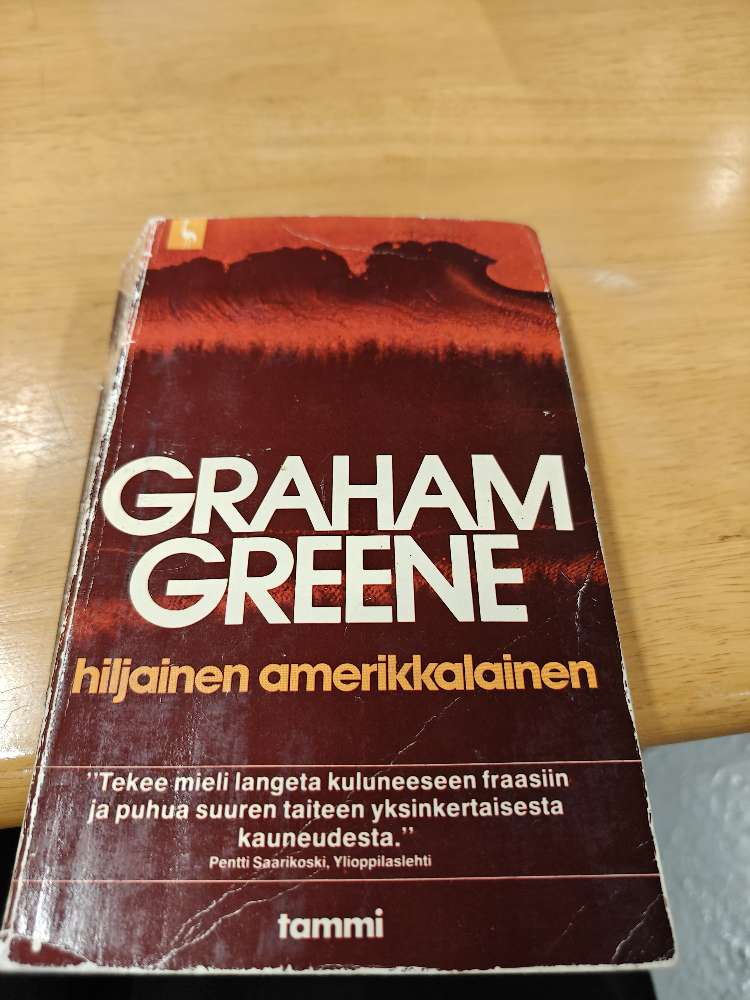 GRAHAM
GREENE
hiljainen amerikkalainen
"Tekee mieli langeta kuluneeseen fraasiin
ja puhua suuren taiteen yksinkertaisesta
kauneudesta."
Pentti Saarikoski, Ylioppilaslehti
tammi